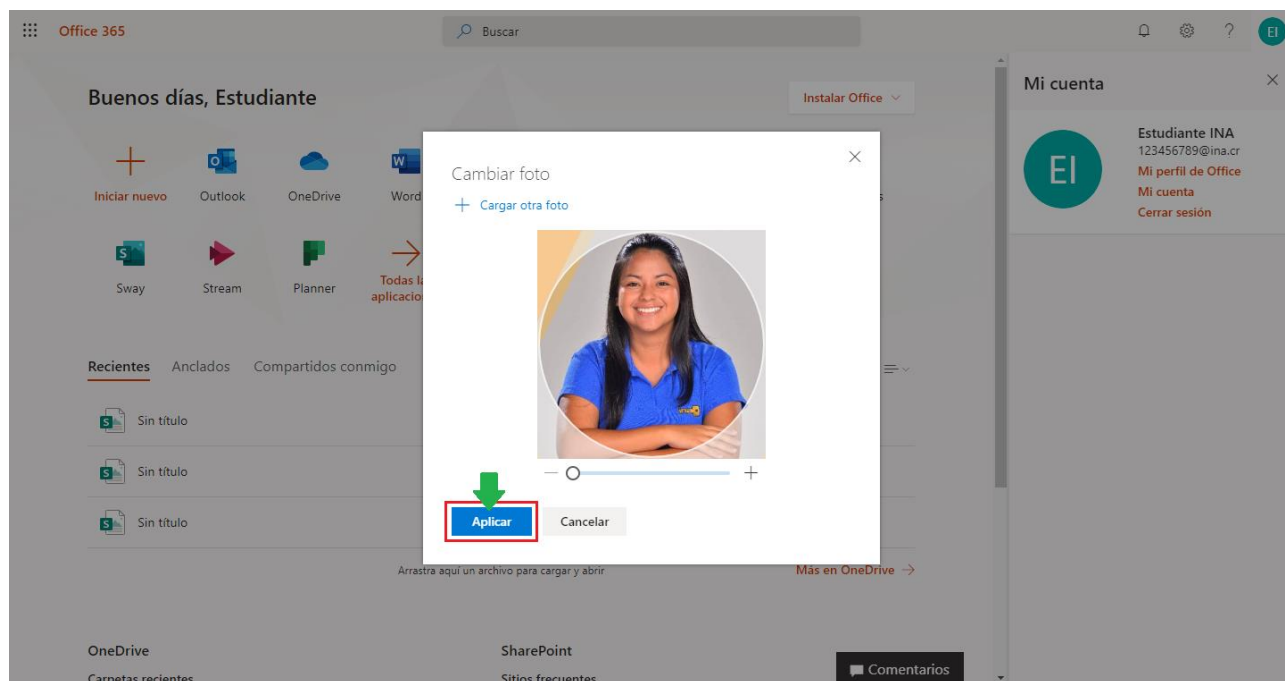 Office 365
Buscar
EI
Buenos días, Estudiante
Instalar Office
Mi cuenta
Iniciar nuevo
Outlook
OneDrive
Word
Sway
Stream
Planner
Todas la
aplicacio
Cambiar foto
Cargar otra foto
Aplicar
Cancelar
EI
Estudiante INA
123456789@ina.cr
Mi perfil de Office
Mi cuenta
Cerrar sesión
Recientes Anclados Compartidos conmigo
Sin título
Sin título
Sin título
Arrastra aquí un archivo para cargar y abrir
Más en OneDrive
OneDrive
SharePoint
Carpetas recientes
Sitios frecuentes
Comentarios